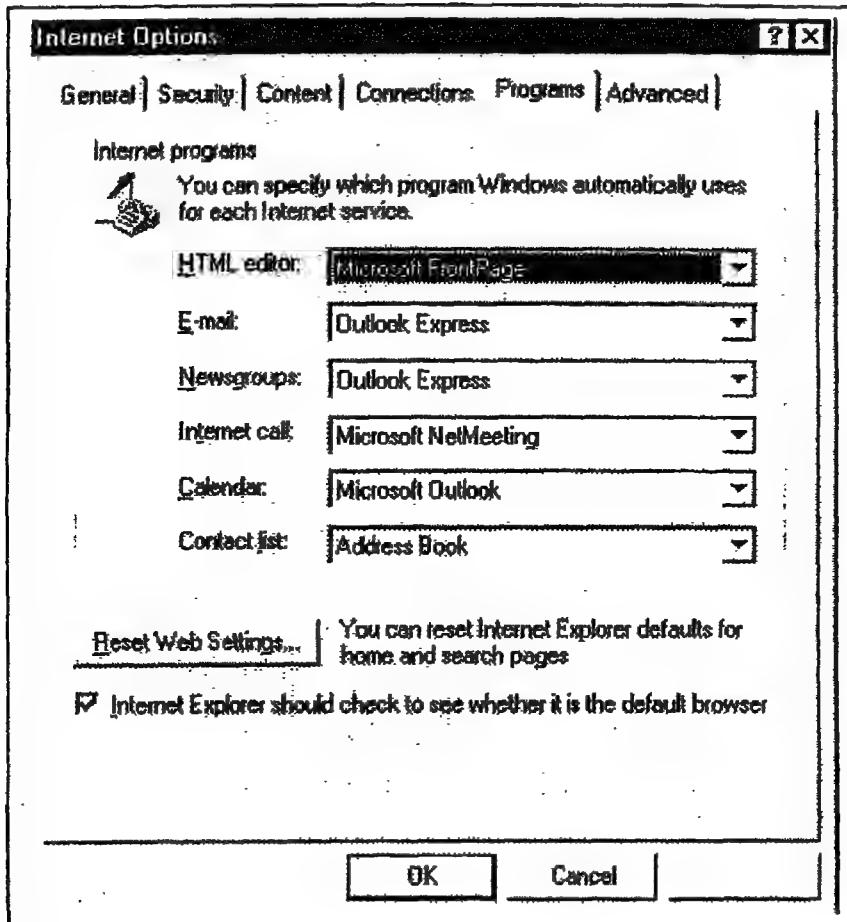 Internet Options
General Security Content Connections Programs Advanced
Internet programs
You can specify which program Windows automatically uses
for each Internet service.
HTML editor: Microsoft FrontPage
E-mail: Outlook Express
Newsgroups: Outlook Express
Internet call: Microsoft NetMeeting
Calendar: Microsoft Outlook
Contact list: Address Book
Reset Web Settings... You can reset Internet Explorer defaults for
home and search pages
Internet Explorer should check to see whether it is the default browser
OK Cancel